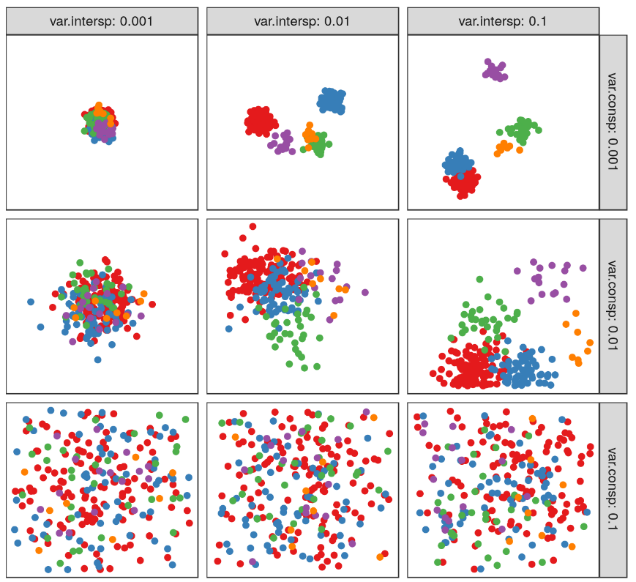 var.intersp: 0.001
var.intersp: 0.01
var.intersp: 0.1
var.consp: 0.001
var.consp: 0.01
var.consp: 0.1